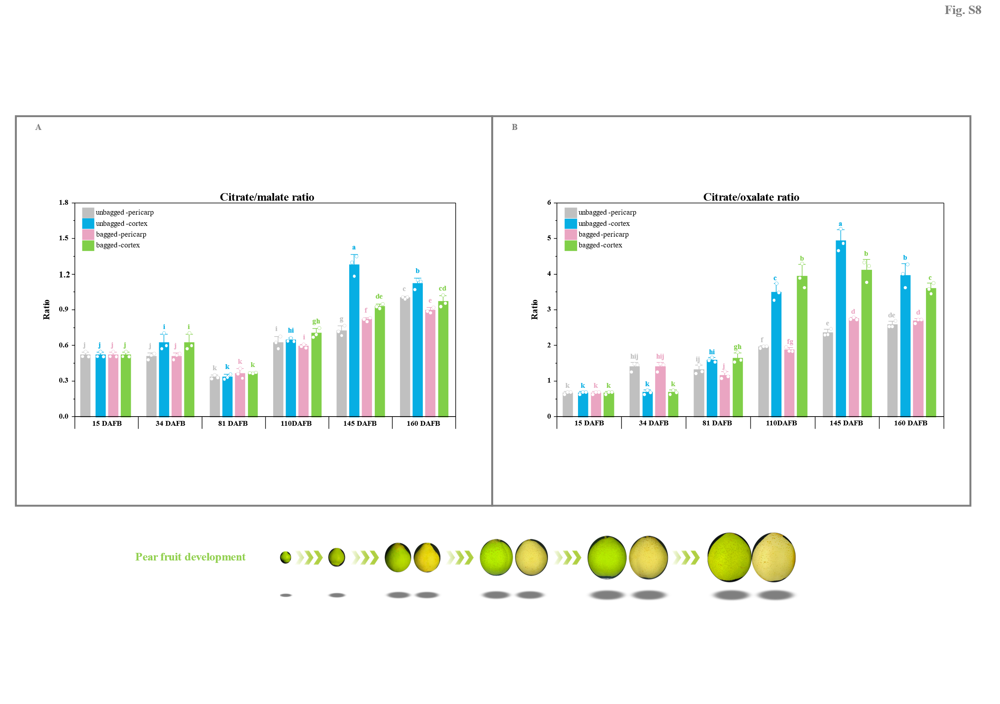 Fig. S8
A
Citrate/malate ratio
1.8
1.5
1.2
0.9
0.6
0.3
0.0
Ratio
unbagged-pericarp
unbagged-cortex
bagged-pericarp
bagged-cortex
j j j j
j i j i
k k k k
i hi i gh
g a f de
c b e cd
15 DAFB 34 DAFB 81 DAFB 110DAFB 145 DAFB 160 DAFB
B
Citrate/oxalate ratio
6
5
4
3
2
1
0
Ratio
unbagged-pericarp
unbagged-cortex
bagged-pericarp
bagged-cortex
k k k k
hij k hij k
ij hi j gh
f c fg b
e a d b
de b d c
15 DAFB 34 DAFB 81 DAFB 110DAFB 145 DAFB 160 DAFB
Pear fruit development